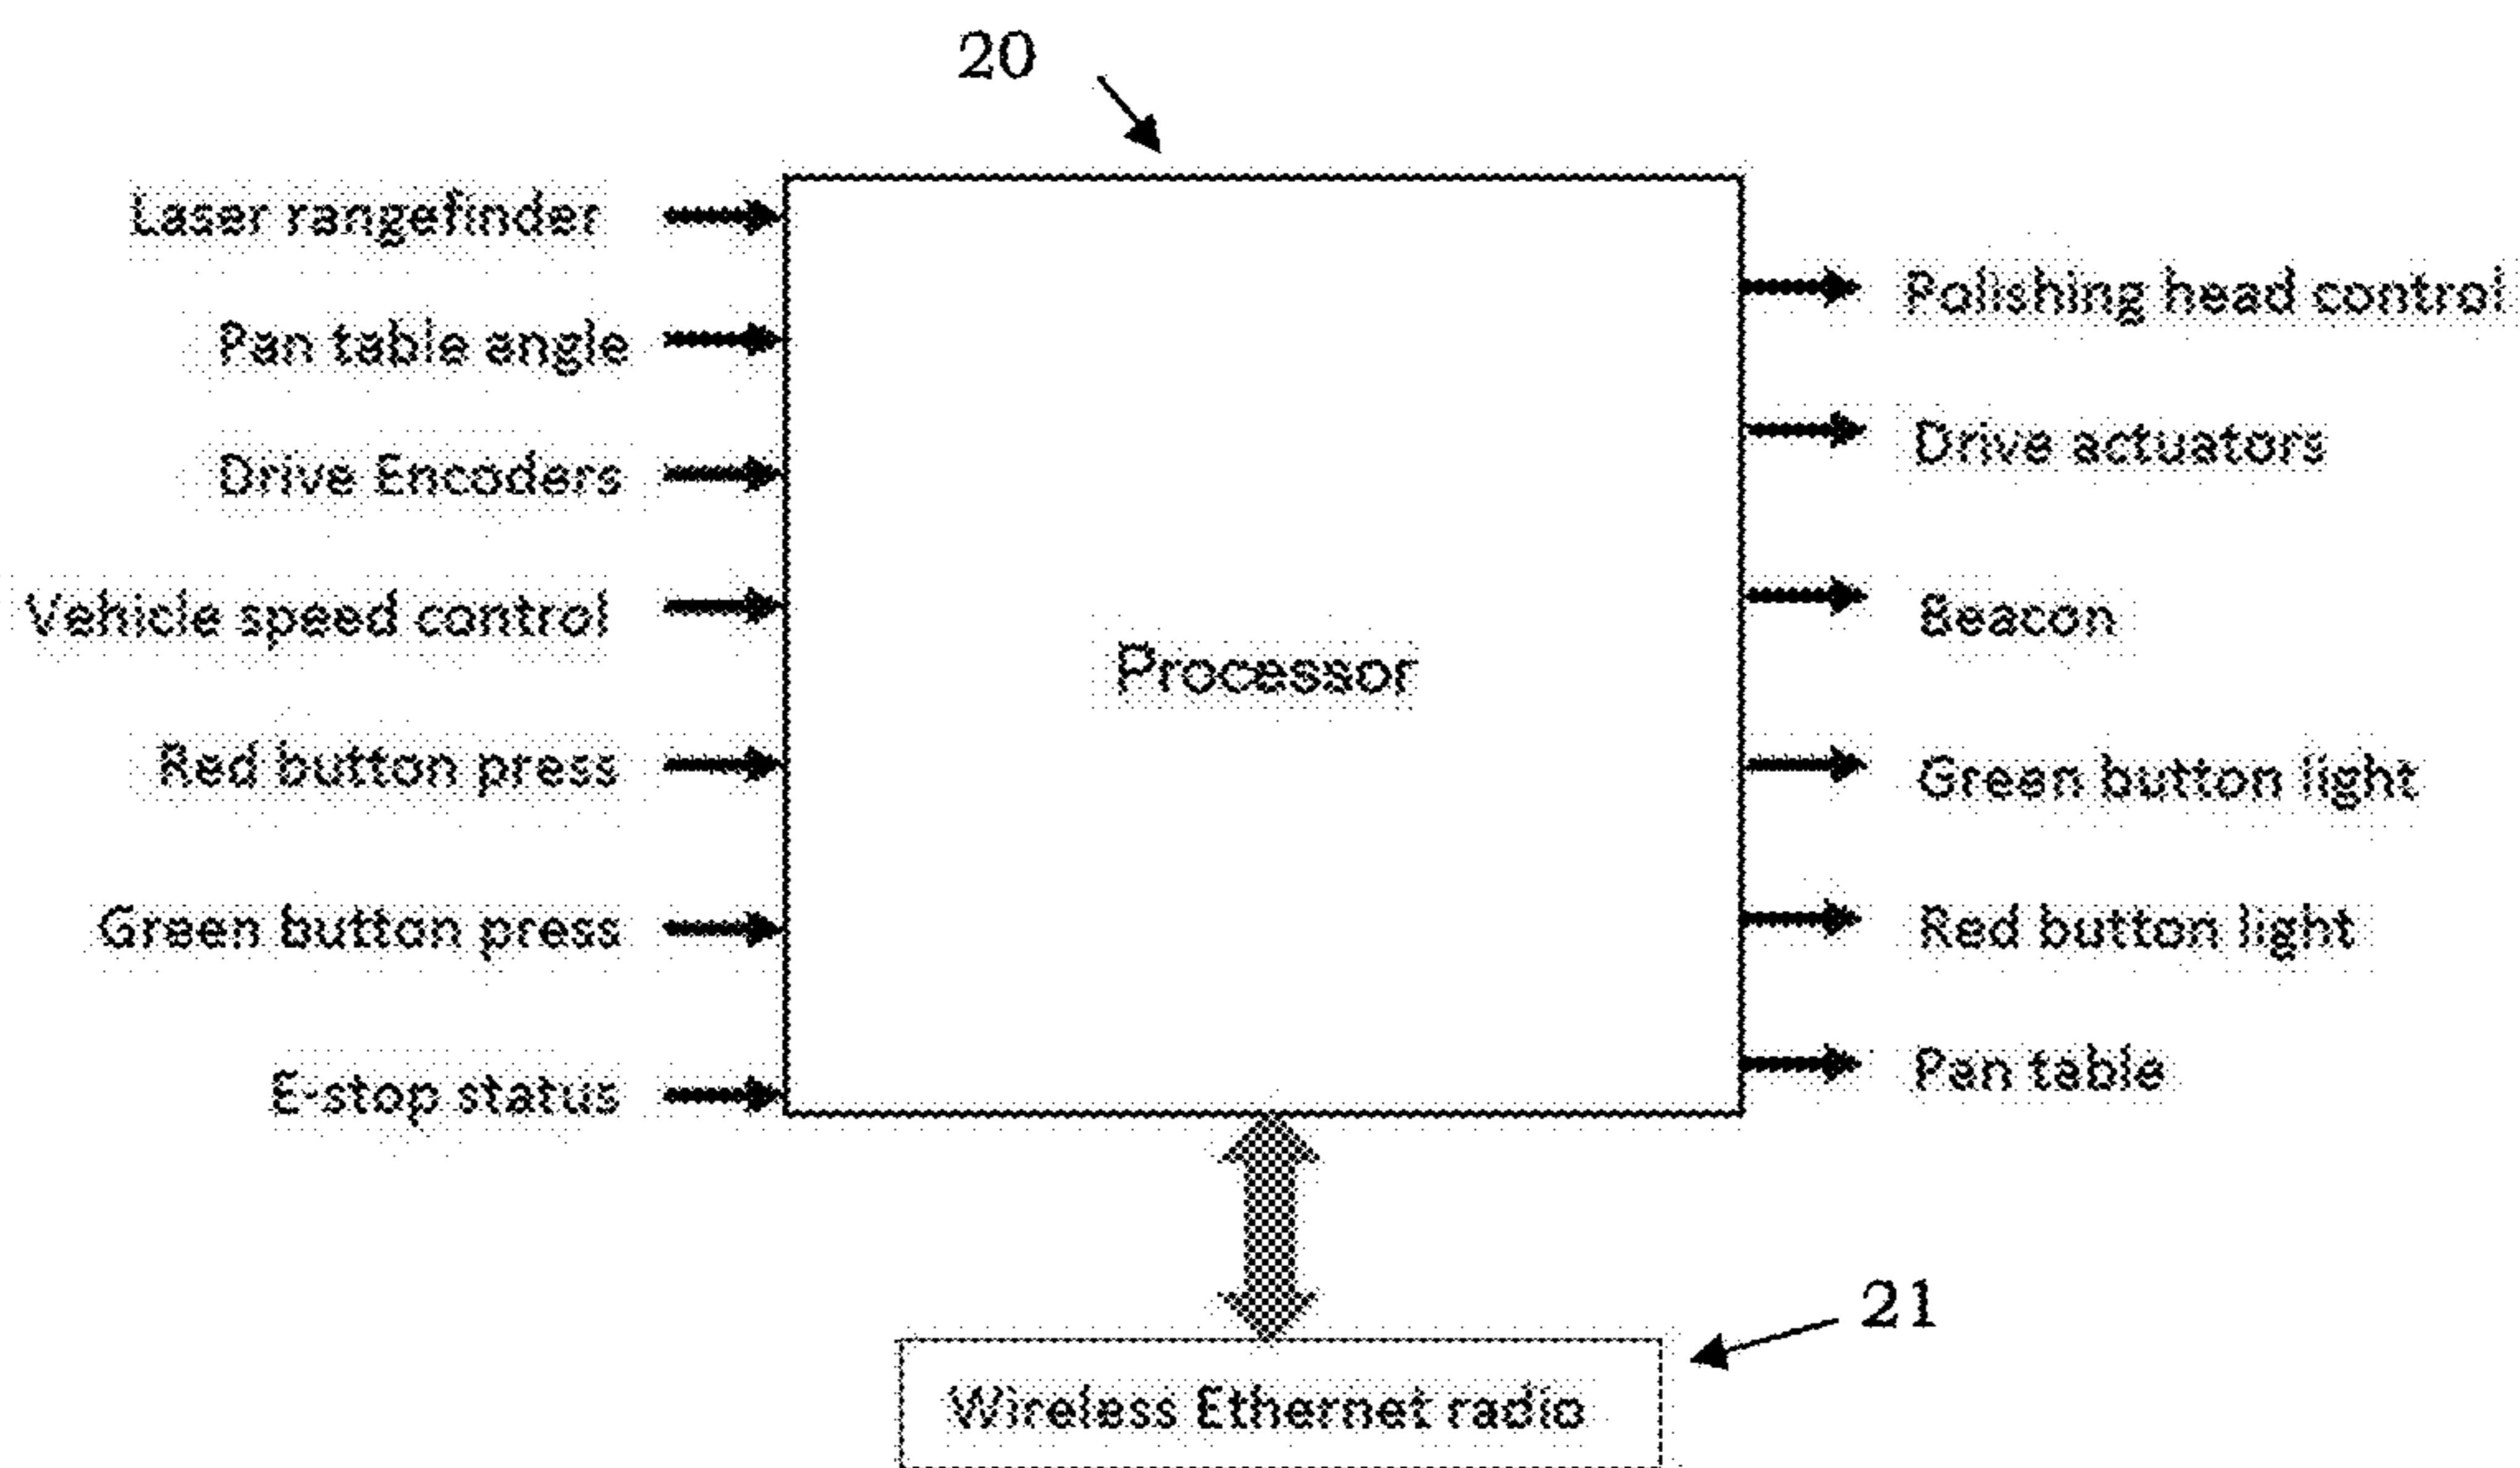 20
Laser rangefinder
Pan table angle
Drive Encoders
Vehicle speed control
Red button press
Green button press
E-stop status
Processor
Polishing head control
Drive actuators
Beacon
Green button light
Red button light
Pan table
21
Wireless Ethernet radio